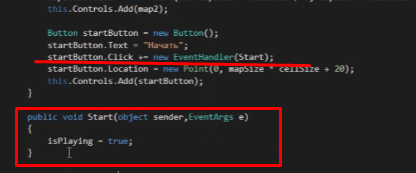 this.Controls.Add(map2);
Button startButton = new Button();
startButton.Text = "Начать";
startButton.Click += new EventHandler(Start);
startButton.Location = new Point(0, mapSize * cellSize + 20);
this.Controls.Add(startButton);
}
public void Start(object sender,EventArgs e)
{
isPlaying = true;
}